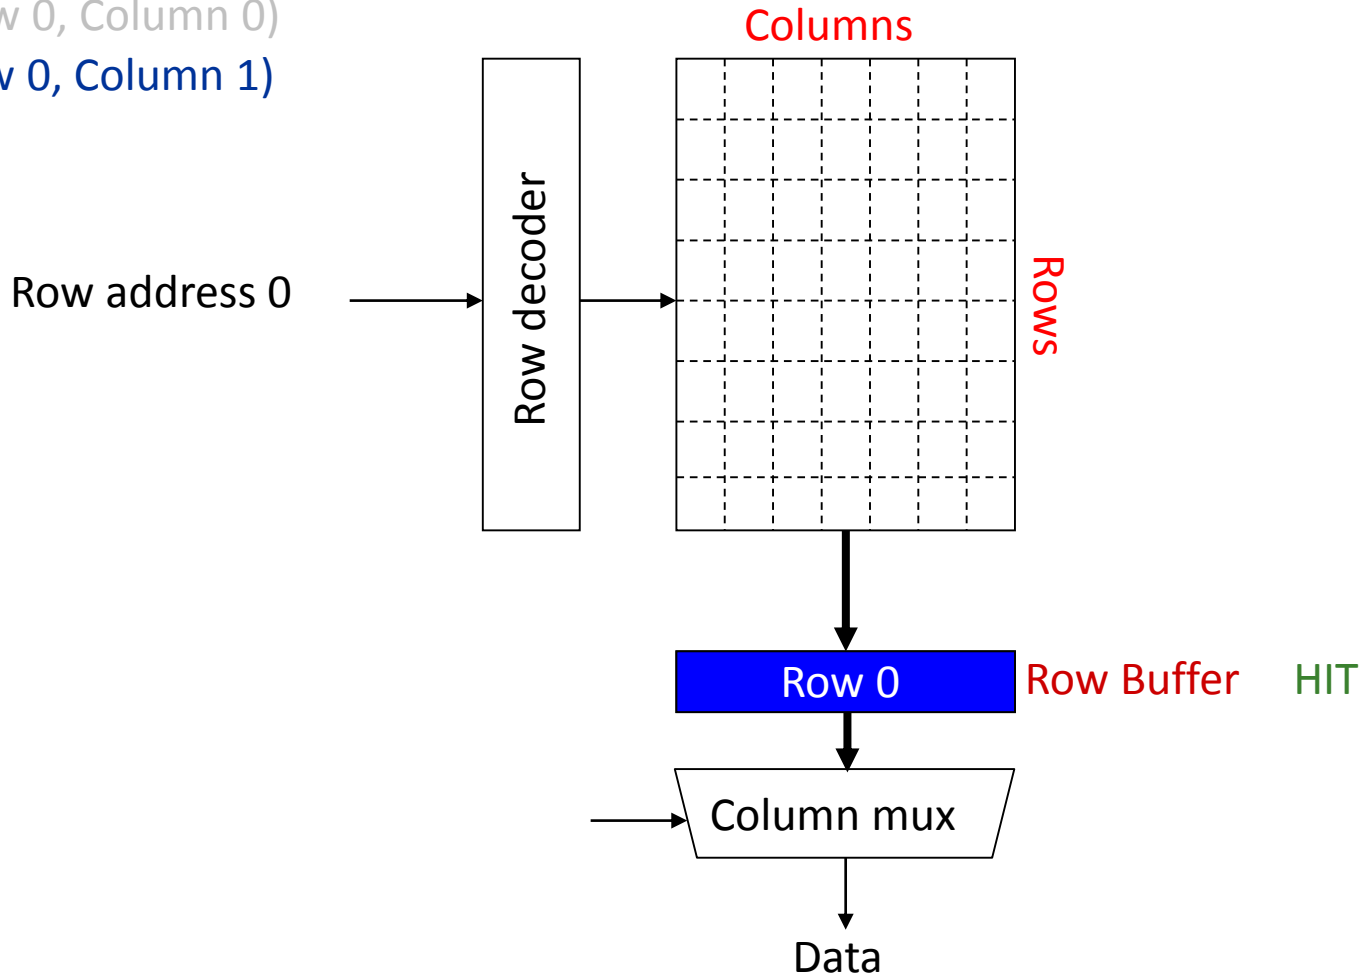 w 0, Column 0)
w 0, Column 1)
Columns
Row decoder
Rows
Row address 0
Row 0
Row Buffer
HIT
Column mux
Data